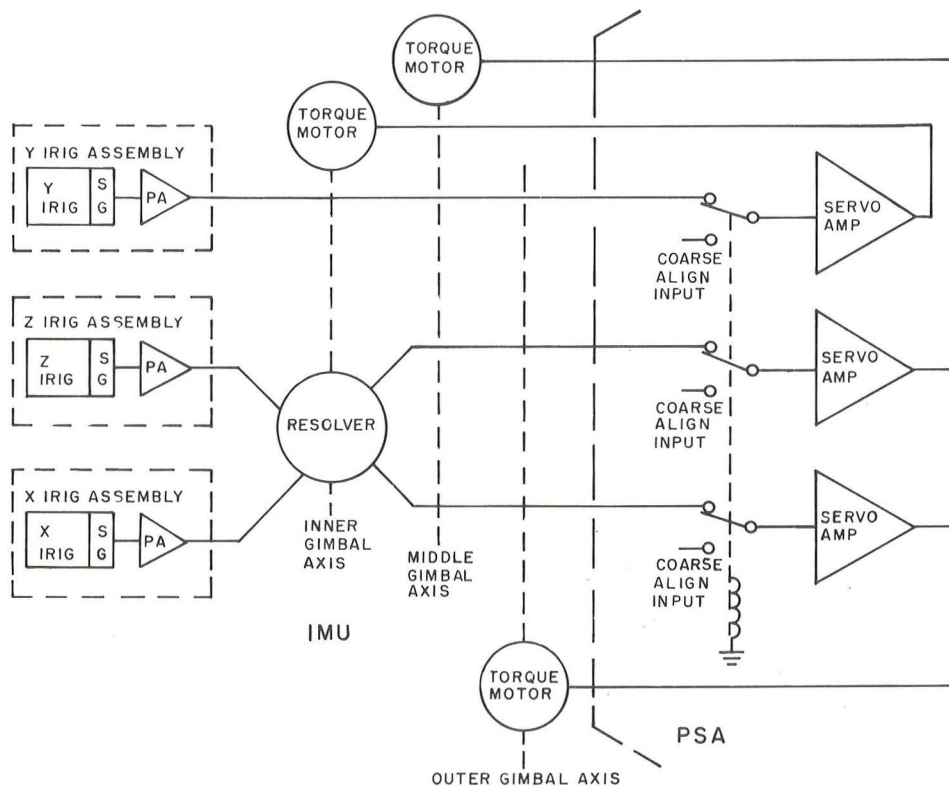 TORQUE
MOTOR
TORQUE
MOTOR
Y IRIG ASSEMBLY
Y
IRIG
S
G
PA
SERVO
AMP
COARSE
ALIGN
INPUT
Z IRIG ASSEMBLY
Z
IRIG
S
G
PA
SERVO
AMP
COARSE
ALIGN
INPUT
RESOLVER
X IRIG ASSEMBLY
X
IRIG
S
G
PA
SERVO
AMP
COARSE
ALIGN
INPUT
INNER
GIMBAL
AXIS
MIDDLE
GIMBAL
AXIS
IMU
TORQUE
MOTOR
PSA
OUTER GIMBAL AXIS